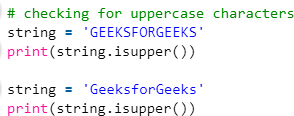 # checking for uppercase characters
string = 'GEEKSFORGEEKS'
print(string.isupper())
string = 'GeeksforGeeks'
print(string.isupper())